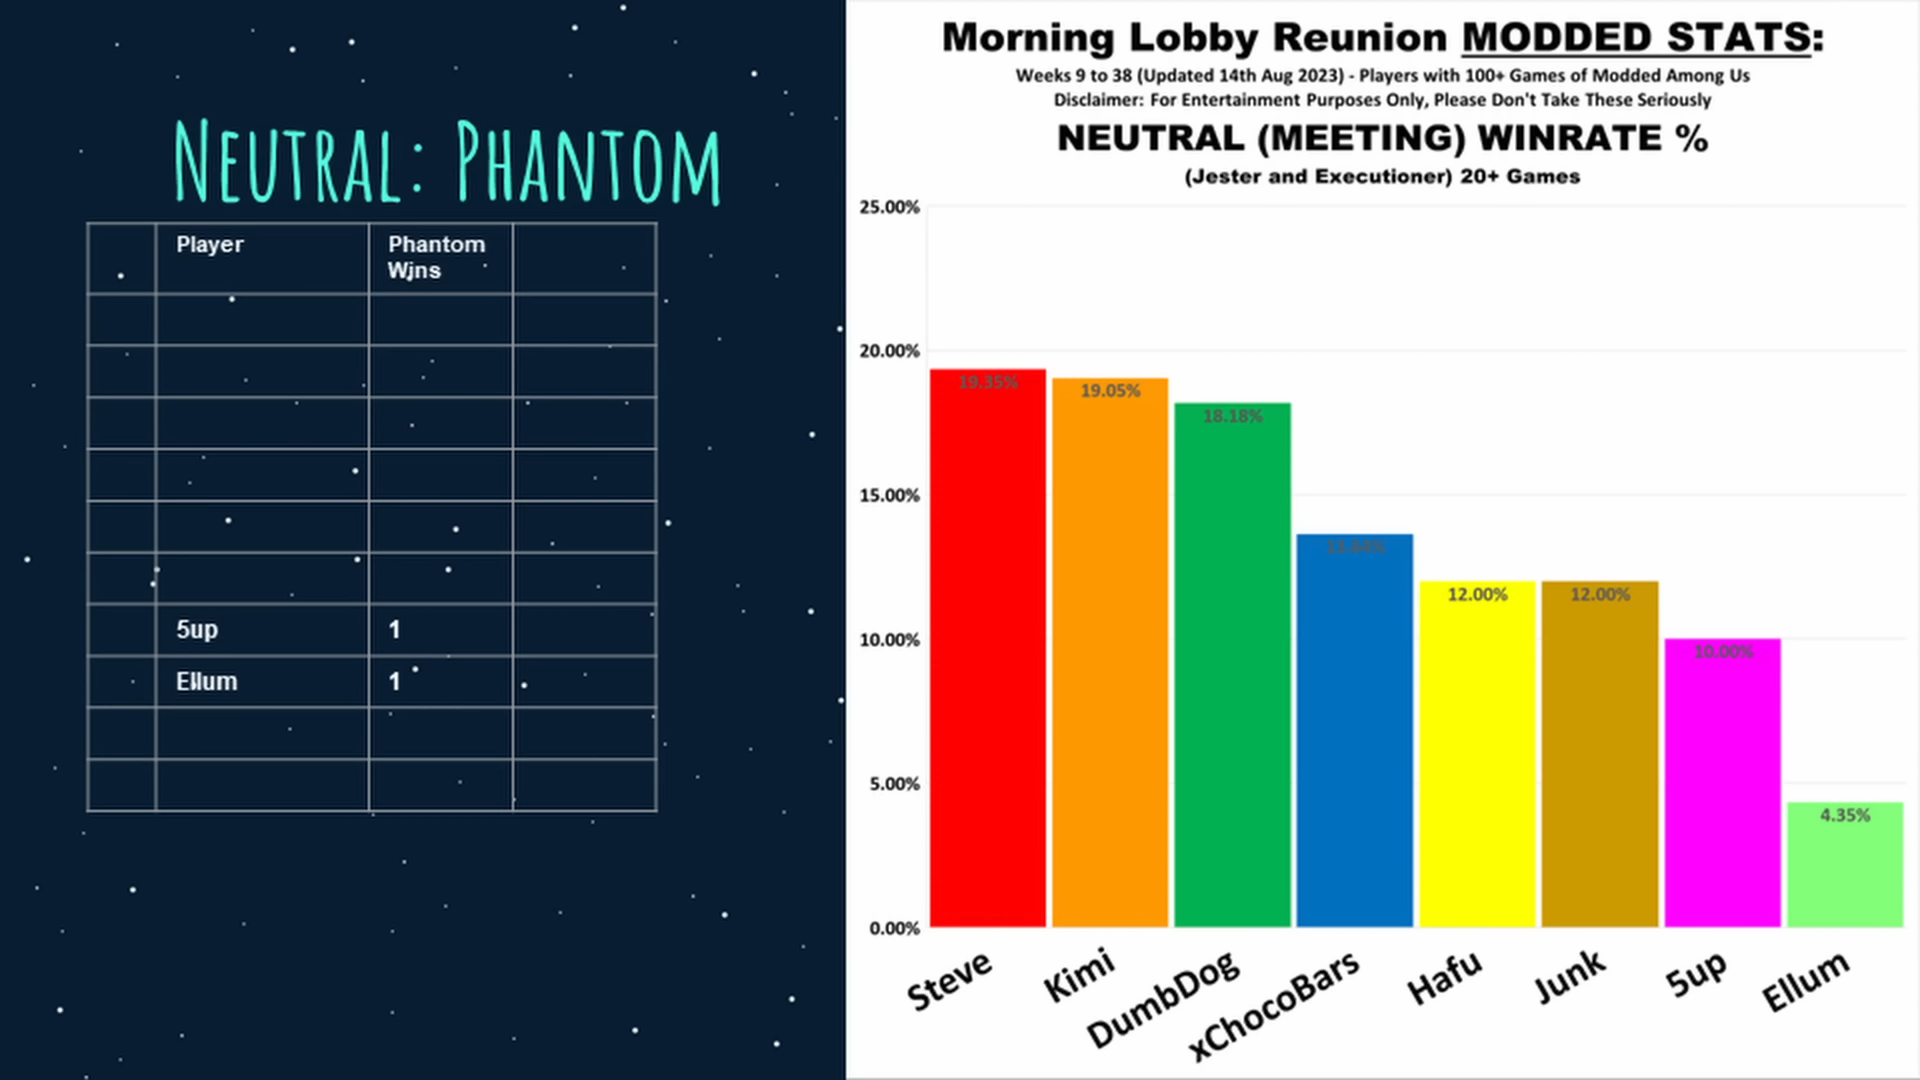 NEUTRAL: PHANTOM
Player
Phantom
Wins
5up 1
Ellum 1
Morning Lobby Reunion MODDED STATS:
Weeks 9 to 38 (Updated 14th Aug 2023) - Players with 100+ Games of Modded Among Us
Disclaimer: For Entertainment Purposes Only, Please Don't Take These Seriously
NEUTRAL (MEETING) WINRATE %
(Jester and Executioner) 20+ Games
25.00%
20.00%
15.00%
10.00%
5.00%
0.00%
19.35%
19.05%
18.18%
13.64%
12.00%
12.00%
10.00%
4.35%
Steve
Kimi
DumbDog
xChocoBars
Hafu
Junk
5up
Ellum